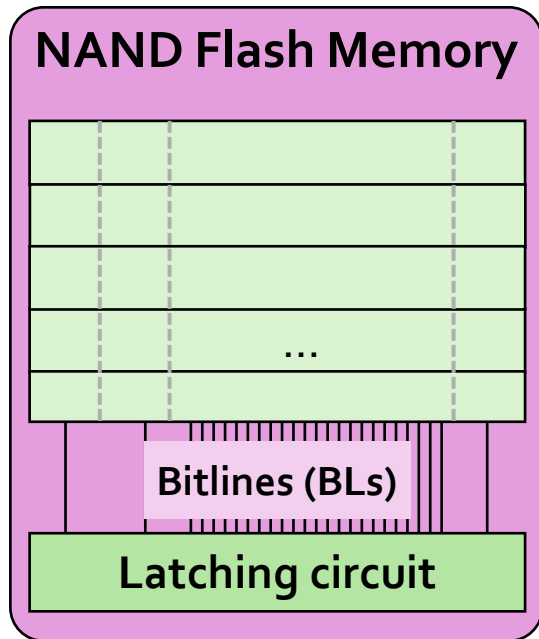 NAND Flash Memory
...
Bitlines (BLs)
Latching circuit